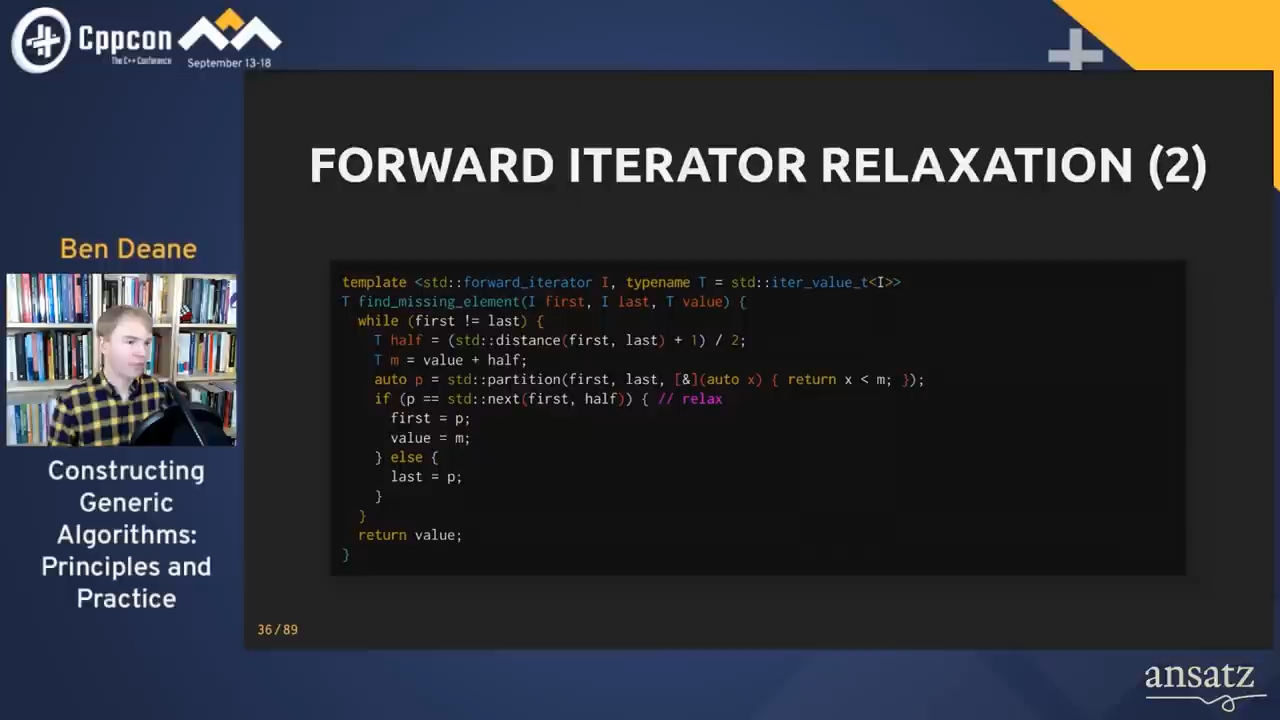 Cppcon
The C++ Conference
September 13-18
FORWARD ITERATOR RELAXATION (2)
Ben Deane
Constructing
Generic
Algorithms:
Principles and
Practice
template <std::forward_iterator I, typename T = std::iter_value_t<I>>
T find_missing_element(I first, I last, T value) {
  while (first != last) {
    T half = (std::distance(first, last) + 1) / 2;
    T m = value + half;
    auto p = std::partition(first, last, [&](auto x) { return x < m; });
    if (p == std::next(first, half)) { // relax
      first = p;
      value = m;
    } else {
      last = p;
    }
  }
  return value;
}
36/89
ansatz